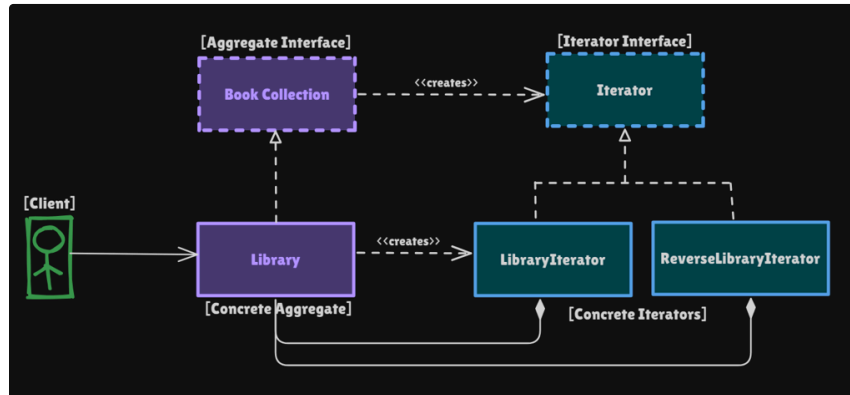 [Aggregate Interface]
[Iterator Interface]
Book Collection
<<creates>>
Iterator
[Client]
Library
<<creates>>
LibraryIterator
ReverseLibraryIterator
[Concrete Aggregate]
[Concrete Iterators]